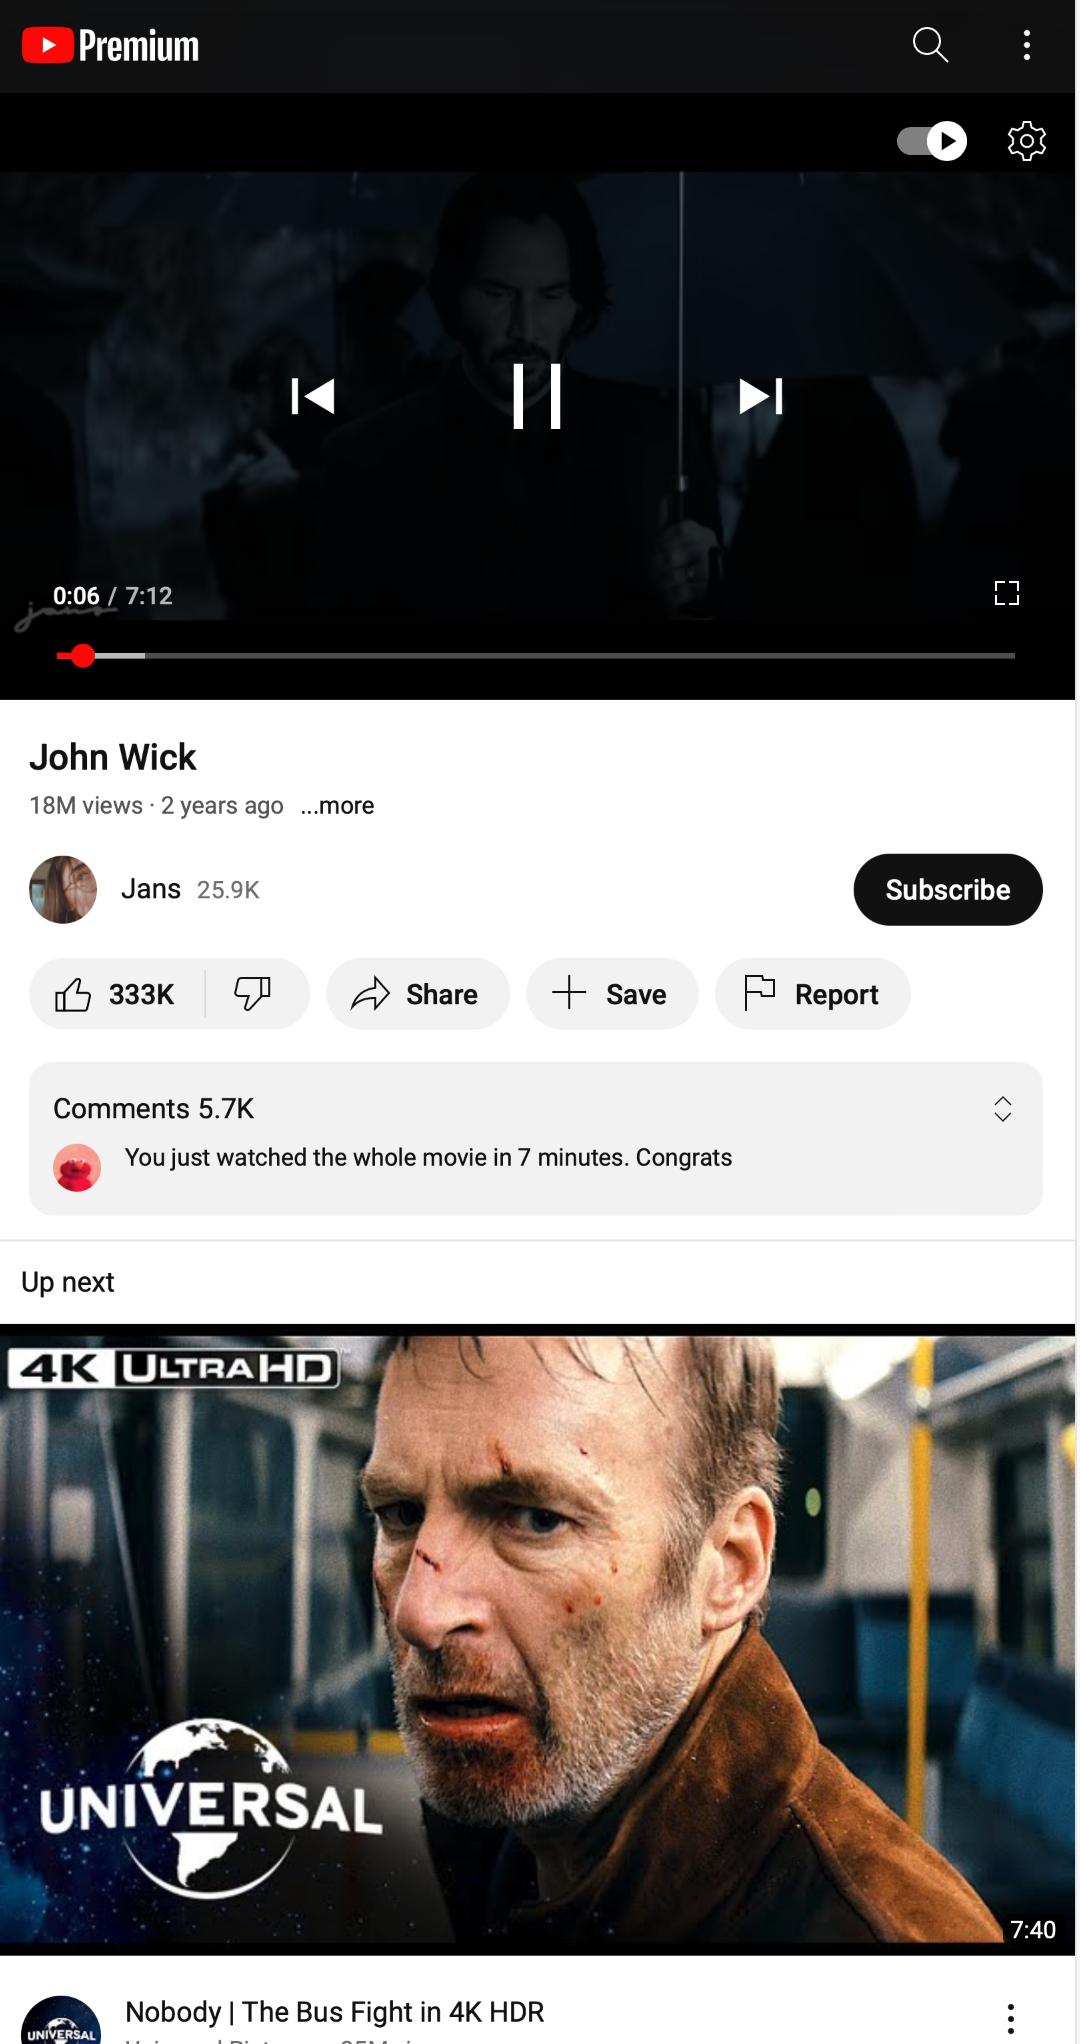 Premium
0:06 / 7:12
jans
John Wick
18M views · 2 years ago ...more
Jans 25.9K
Subscribe
333K
Share
Save
Report
Comments 5.7K
You just watched the whole movie in 7 minutes. Congrats
Up next
4K ULTRA HD
UNIVERSAL
7:40
Nobody | The Bus Fight in 4K HDR
UNIVERSAL